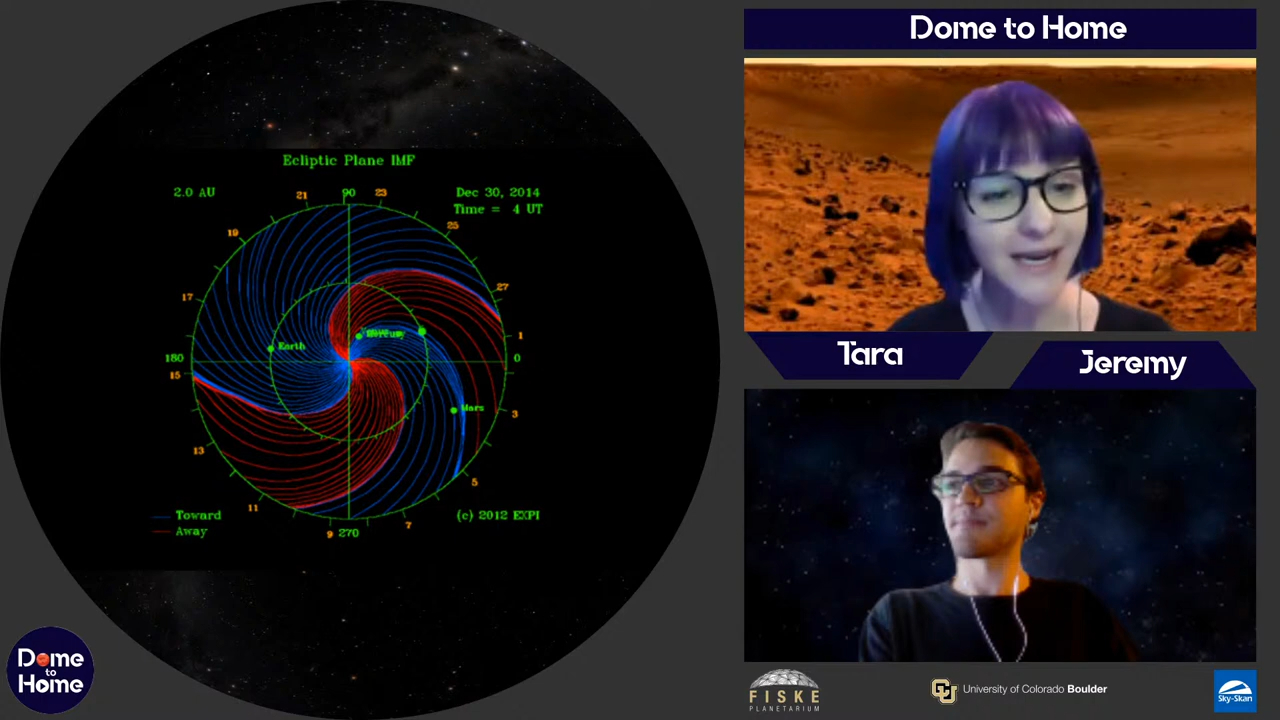 Ecliptic Plane IMF
2.0 AU
Dec 30, 2014
Time = 4 UT
21
90
23
19
25
17
27
Mercury
1
Earth
180
0
15
Mars
3
13
5
11
Toward
(c) 2012 EXPI
7
Away
9
270
Dome
to
Home
Dome to Home
Tara
Jeremy
FISKE
PLANETARIUM
CU
University of Colorado Boulder
Sky-Skan